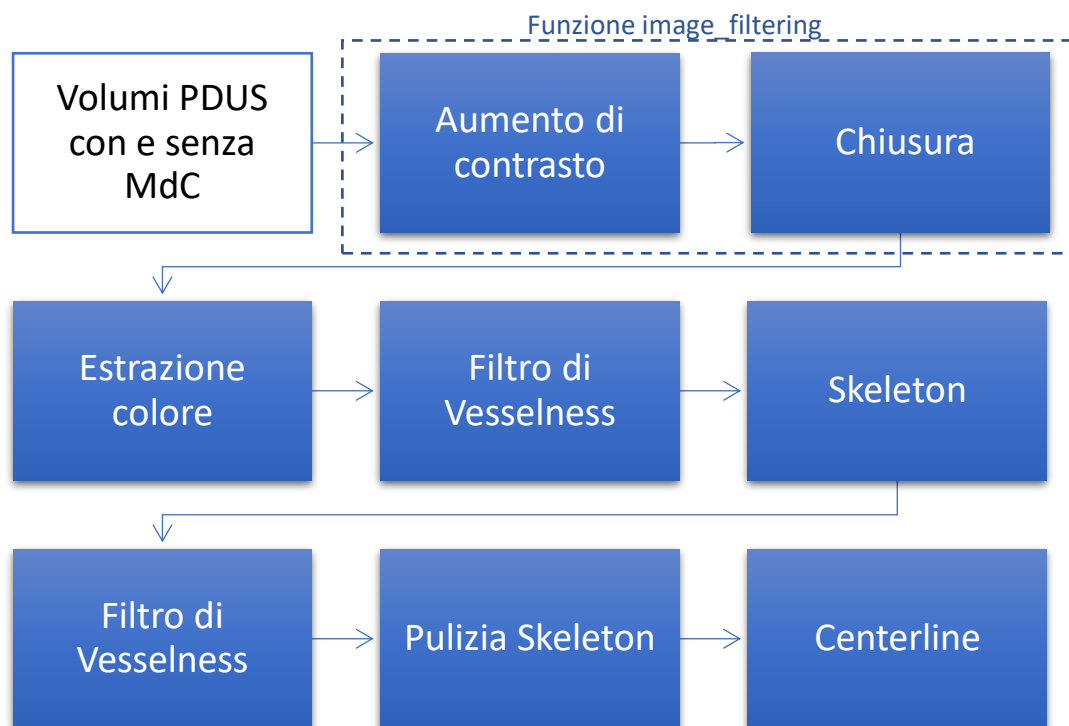 Funzione image_filtering
Volumi PDUS
con e senza
MdC
Aumento di
contrasto
Chiusura
Estrazione
colore
Filtro di
Vesselness
Skeleton
Filtro di
Vesselness
Pulizia Skeleton
Centerline